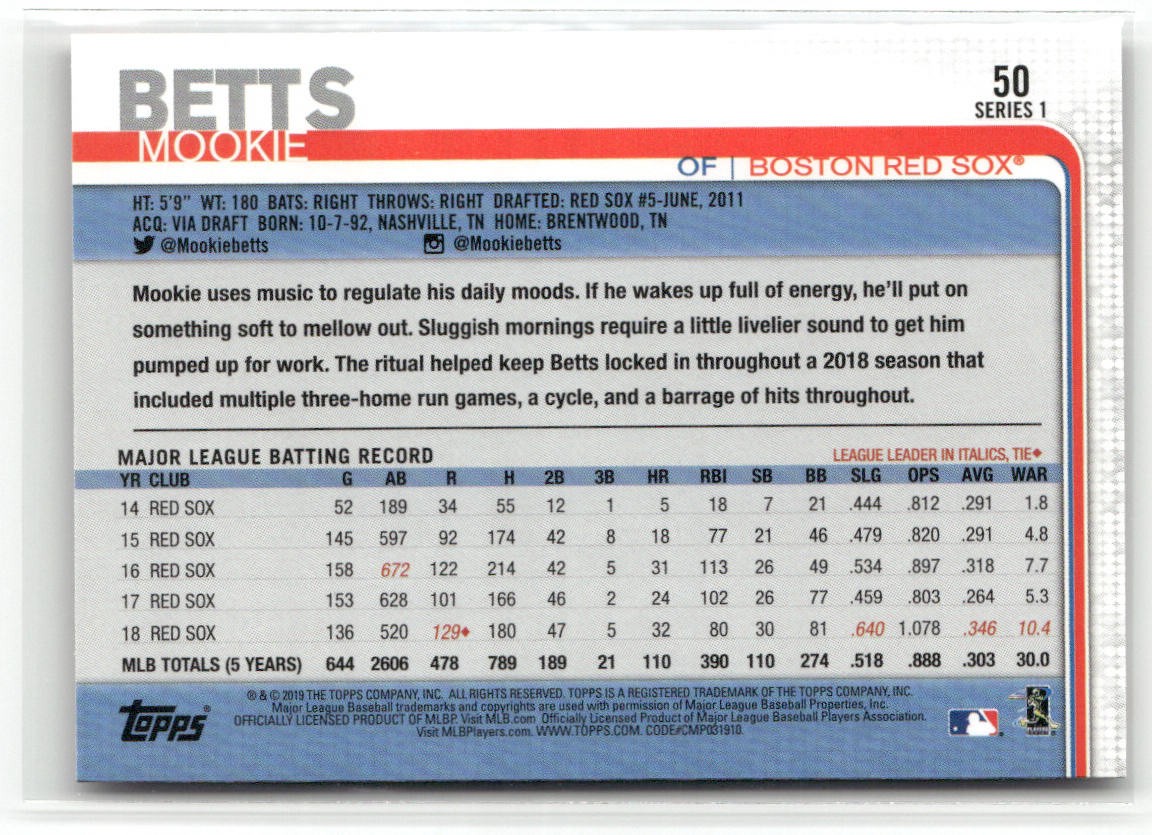 BETTS
MOOKIE
50
SERIES 1
OF | BOSTON RED SOX®
HT: 5'9" WT: 180 BATS: RIGHT THROWS: RIGHT DRAFTED: RED SOX #5-JUNE, 2011
ACQ: VIA DRAFT BORN: 10-7-92, NASHVILLE, TN HOME: BRENTWOOD, TN
@Mookiebetts @Mookiebetts
Mookie uses music to regulate his daily moods. If he wakes up full of energy, he'll put on
something soft to mellow out. Sluggish mornings require a little livelier sound to get him
pumped up for work. The ritual helped keep Betts locked in throughout a 2018 season that
included multiple three-home run games, a cycle, and a barrage of hits throughout.
MAJOR LEAGUE BATTING RECORD LEAGUE LEADER IN ITALICS, TIE♦
YR CLUB G AB R H 2B 3B HR RBI SB BB SLG OPS AVG WAR
14 RED SOX 52 189 34 55 12 1 5 18 7 21 .444 .812 .291 1.8
15 RED SOX 145 597 92 174 42 8 18 77 21 46 .479 .820 .291 4.8
16 RED SOX 158 672 122 214 42 5 31 113 26 49 .534 .897 .318 7.7
17 RED SOX 153 628 101 166 46 2 24 102 26 77 .459 .803 .264 5.3
18 RED SOX 136 520 129♦ 180 47 5 32 80 30 81 .640 1.078 .346 10.4
MLB TOTALS (5 YEARS) 644 2606 478 789 189 21 110 390 110 274 .518 .888 .303 30.0
topps®
® & © 2019 THE TOPPS COMPANY, INC. ALL RIGHTS RESERVED. TOPPS IS A REGISTERED TRADEMARK OF THE TOPPS COMPANY, INC.
Major League Baseball trademarks and copyrights are used with permission of Major League Baseball Properties, Inc.
OFFICIALLY LICENSED PRODUCT OF MLBP. Visit MLB.com Officially Licensed Product of Major League Baseball Players Association.
Visit MLBPlayers.com. WWW.TOPPS.COM. CODE#CMP031910.